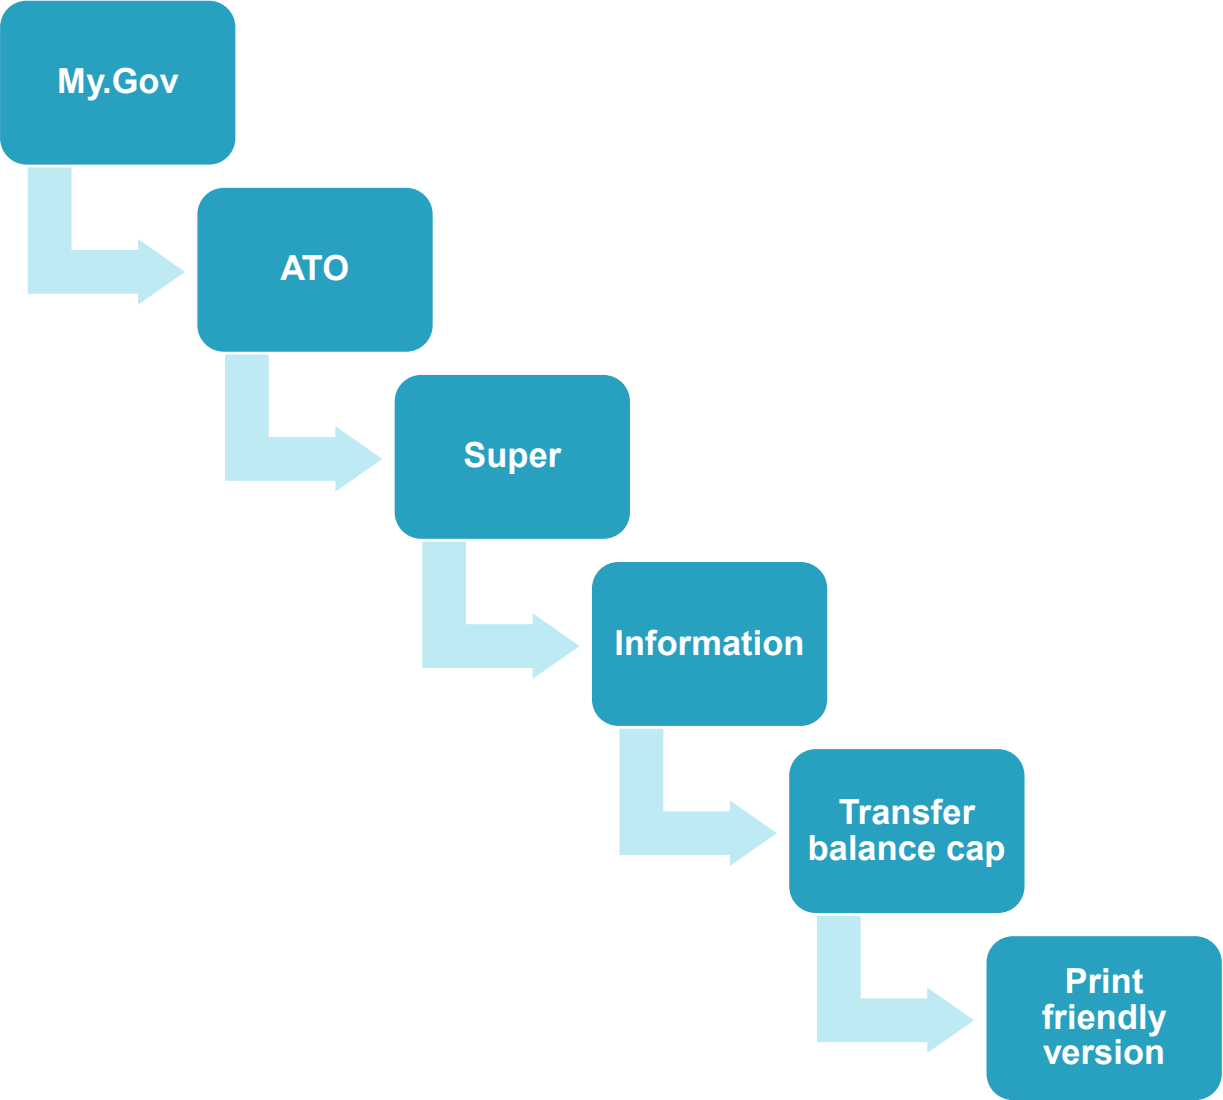 My.Gov
ATO
Super
Information
Transfer
balance cap
Print
friendly
version